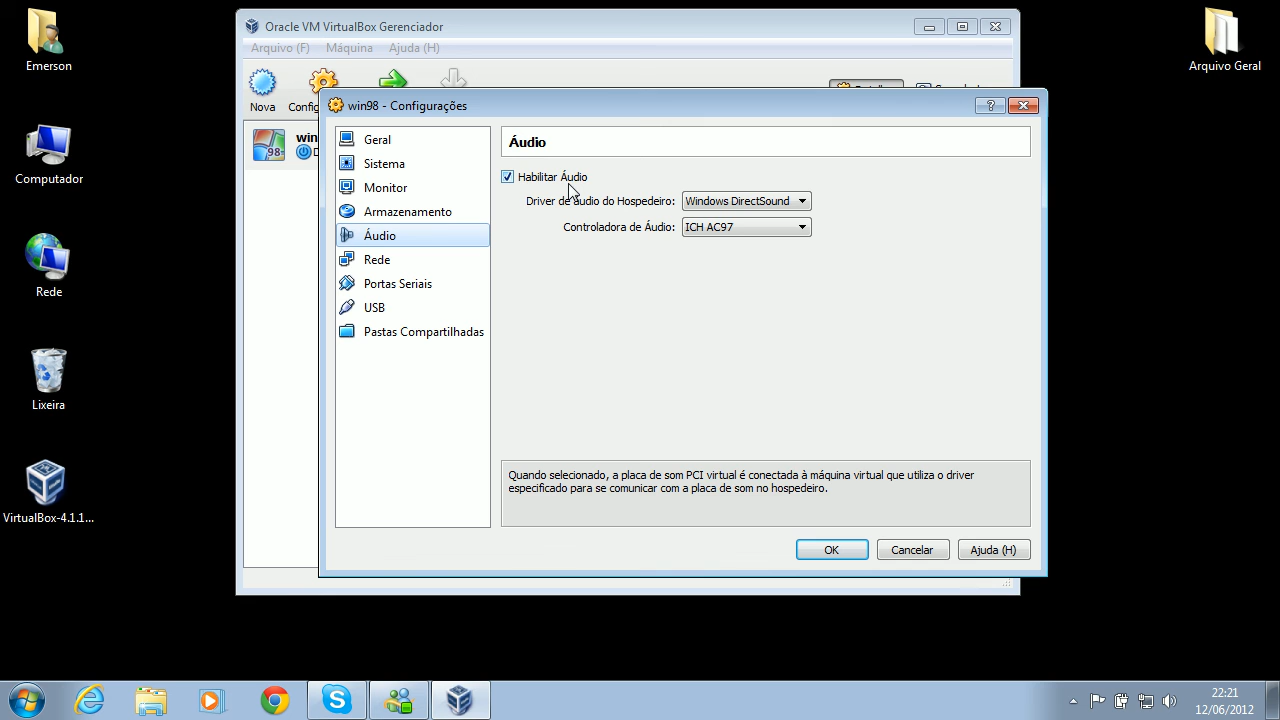 Emerson
Computador
Rede
Lixeira
VirtualBox-4.1.1...
Arquivo Geral
Oracle VM VirtualBox Gerenciador
Arquivo (F) Máquina Ajuda (H)
Nova
win98 - Configurações
win
98
Geral
Sistema
Monitor
Armazenamento
Áudio
Rede
Portas Seriais
USB
Pastas Compartilhadas
Áudio
Habilitar Áudio
Driver de áudio do Hospedeiro: Windows DirectSound
Controladora de Áudio: ICH AC97
Quando selecionado, a placa de som PCI virtual é conectada à máquina virtual que utiliza o driver
especificado para se comunicar com a placa de som no hospedeiro.
OK Cancelar Ajuda (H)
22:21
12/06/2012